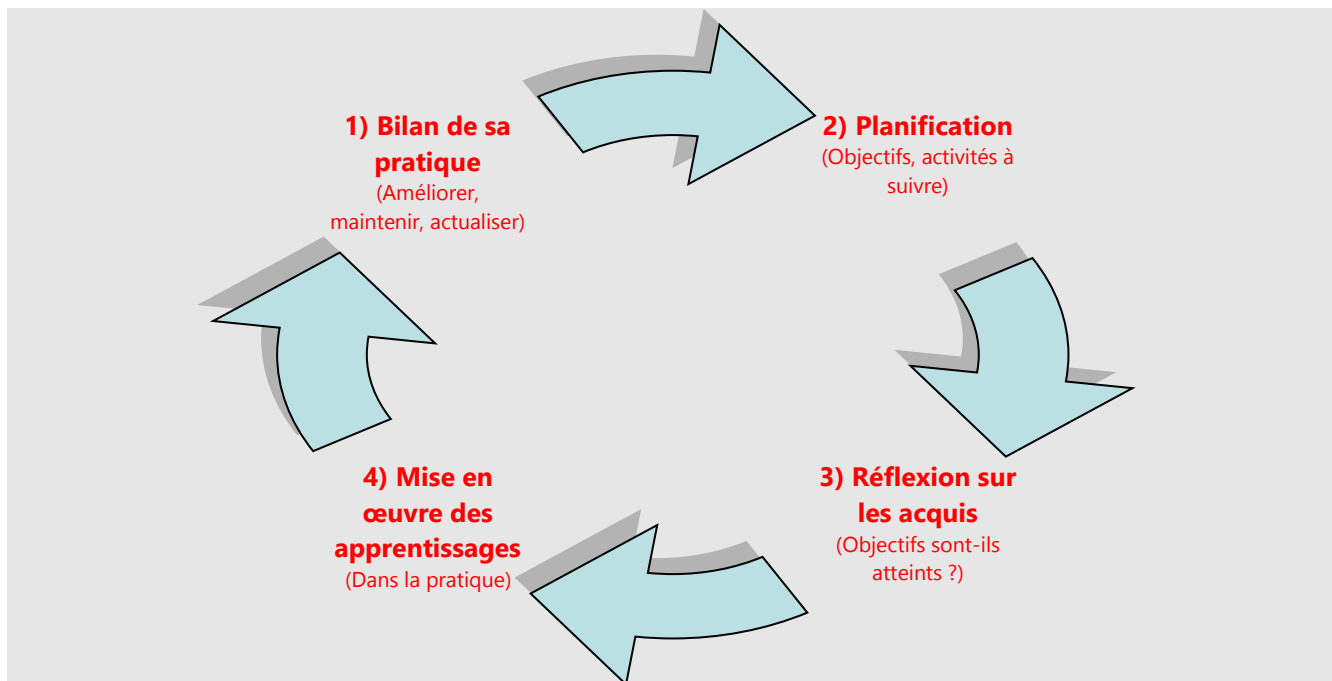 1) Bilan de sa
pratique
(Améliorer,
maintenir, actualiser)
2) Planification
(Objectifs, activités à
suivre)
3) Réflexion sur
les acquis
(Objectifs sont-ils
atteints ?)
4) Mise en
œuvre des
apprentissages
(Dans la pratique)